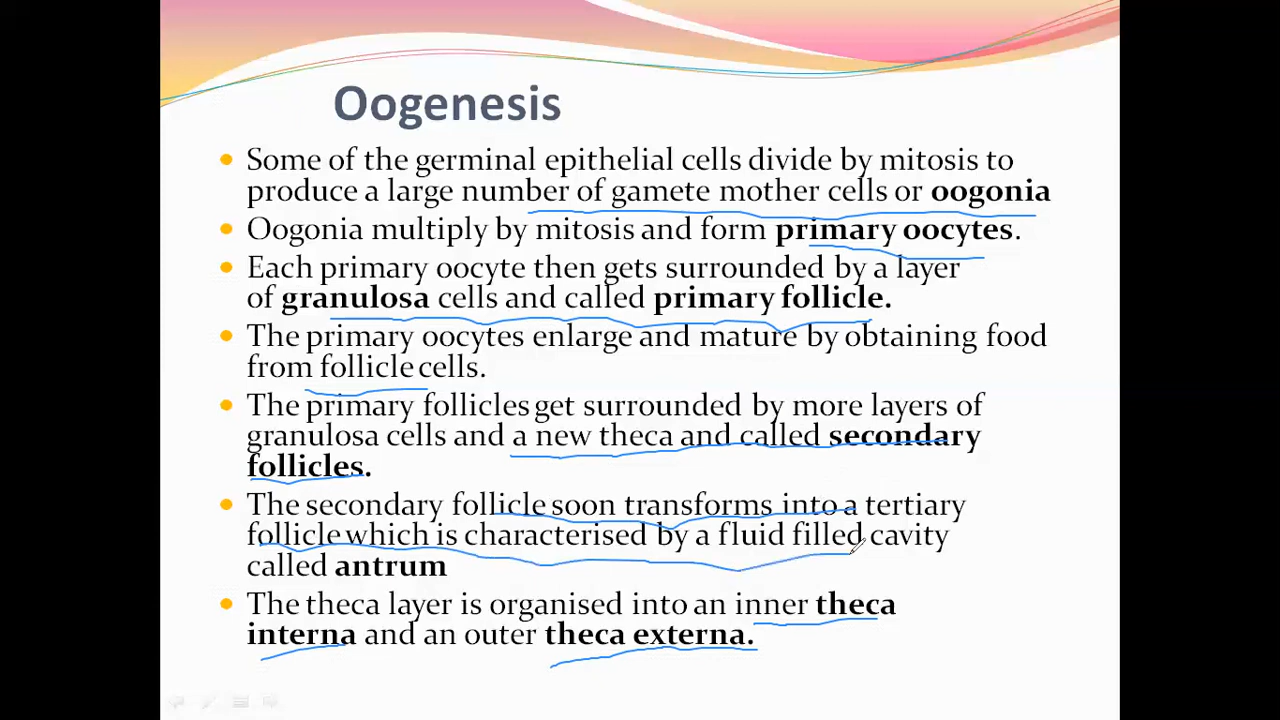 Oogenesis
Some of the germinal epithelial cells divide by mitosis to
produce a large number of gamete mother cells or oogonia
Oogonia multiply by mitosis and form primary oocytes.
Each primary oocyte then gets surrounded by a layer
of granulosa cells and called primary follicle.
The primary oocytes enlarge and mature by obtaining food
from follicle cells.
The primary follicles get surrounded by more layers of
granulosa cells and a new theca and called secondary
follicles.
The secondary follicle soon transforms into a tertiary
follicle which is characterised by a fluid filled cavity
called antrum
The theca layer is organised into an inner theca
interna and an outer theca externa.